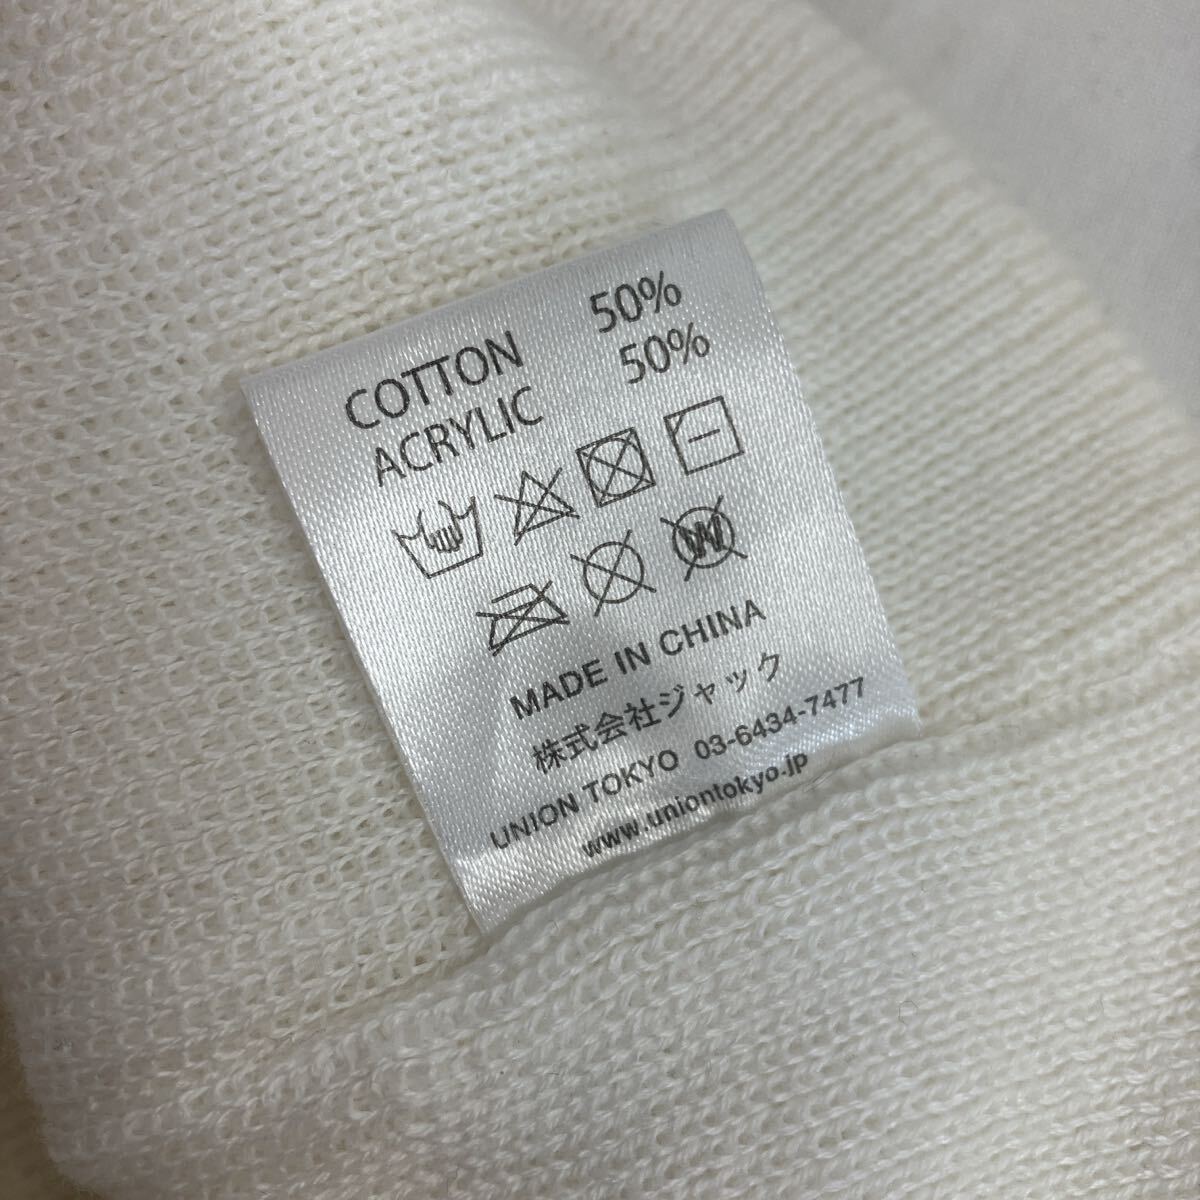 COTTON 50%
ACRYLIC 50%
W
MADE IN CHINA
株式会社ジャック
UNION TOKYO 03-6434-7477
www.uniontokyo.jp